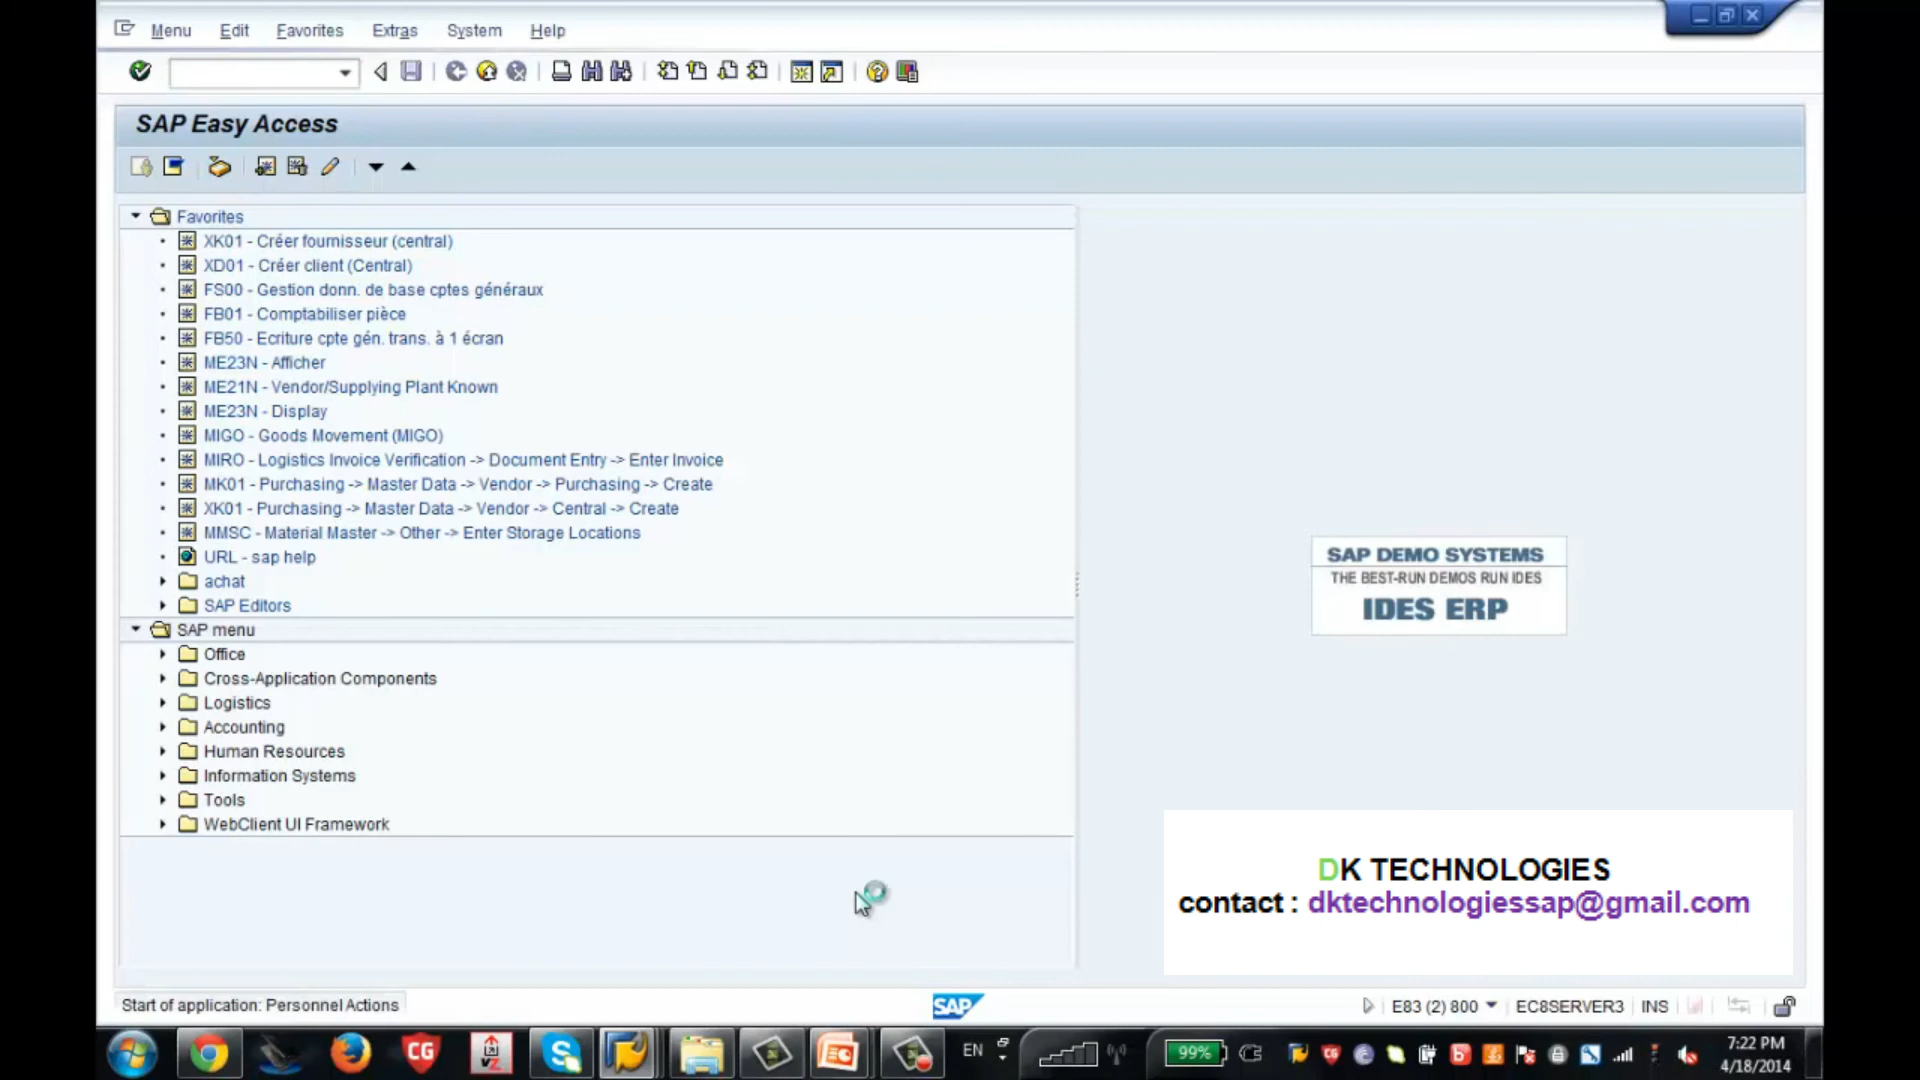 Menu Edit Favorites Extras System Help
SAP Easy Access
Favorites
XK01 - Créer fournisseur (central)
XD01 - Créer client (Central)
FS00 - Gestion donn. de base cptes généraux
FB01 - Comptabiliser pièce
FB50 - Ecriture cpte gén. trans. à 1 écran
ME23N - Afficher
ME21N - Vendor/Supplying Plant Known
ME23N - Display
MIGO - Goods Movement (MIGO)
MIRO - Logistics Invoice Verification -> Document Entry -> Enter Invoice
MK01 - Purchasing -> Master Data -> Vendor -> Purchasing -> Create
XK01 - Purchasing -> Master Data -> Vendor -> Central -> Create
MMSC - Material Master -> Other -> Enter Storage Locations
URL - sap help
achat
SAP Editors
SAP menu
Office
Cross-Application Components
Logistics
Accounting
Human Resources
Information Systems
Tools
WebClient UI Framework
SAP DEMO SYSTEMS
THE BEST-RUN DEMOS RUN IDES
IDES ERP
DK TECHNOLOGIES
contact : dktechnologiessap@gmail.com
Start of application: Personnel Actions
SAP
E83 (2) 800
EC8SERVER3
INS
CG
EN
99%
7:22 PM
4/18/2014